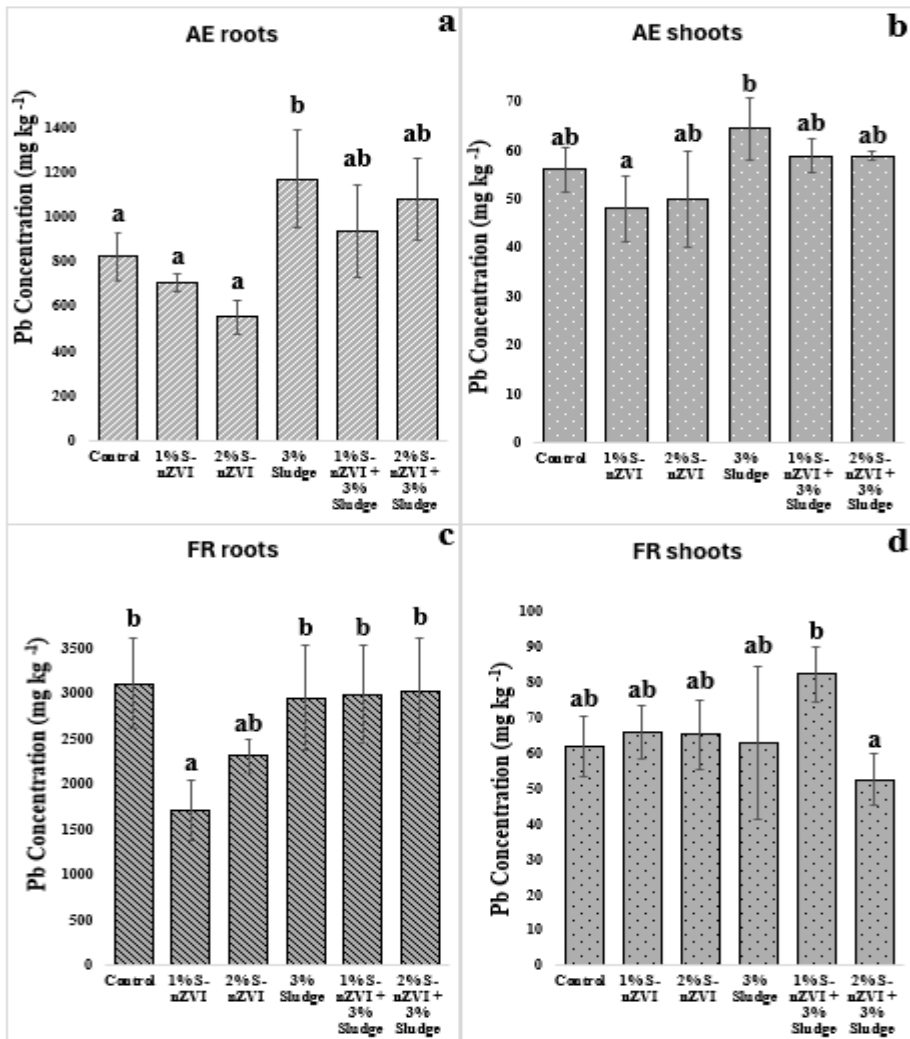 AE roots
a
Pb Concentration (mg kg -1)
1400
1200
1000
800
600
400
200
0
a
a
a
b
ab
ab
Control
1%S-
nZVI
2%S-
nZVI
3%
Sludge
1%S-
nZVI +
3%
Sludge
2%S-
nZVI +
3%
Sludge
AE shoots
b
Pb Concentration (mg kg -1)
70
60
50
40
30
20
10
0
ab
a
ab
b
ab
ab
Control
1%S-
nZVI
2%S-
nZVI
3%
Sludge
1%S-
nZVI +
3%
Sludge
2%S-
nZVI +
3%
Sludge
FR roots
c
Pb Concentration (mg kg -1)
3500
3000
2500
2000
1500
1000
500
0
b
a
ab
b
b
b
Control
1%S-
nZVI
2%S-
nZVI
3%
Sludge
1%S-
nZVI +
3%
Sludge
2%S-
nZVI +
3%
Sludge
FR shoots
d
Pb Concentration (mg kg -1)
100
90
80
70
60
50
40
30
20
10
0
ab
ab
ab
ab
b
a
Control
1%S-
nZVI
2%S-
nZVI
3%
Sludge
1%S-
nZVI +
3%
Sludge
2%S-
nZVI +
3%
Sludge